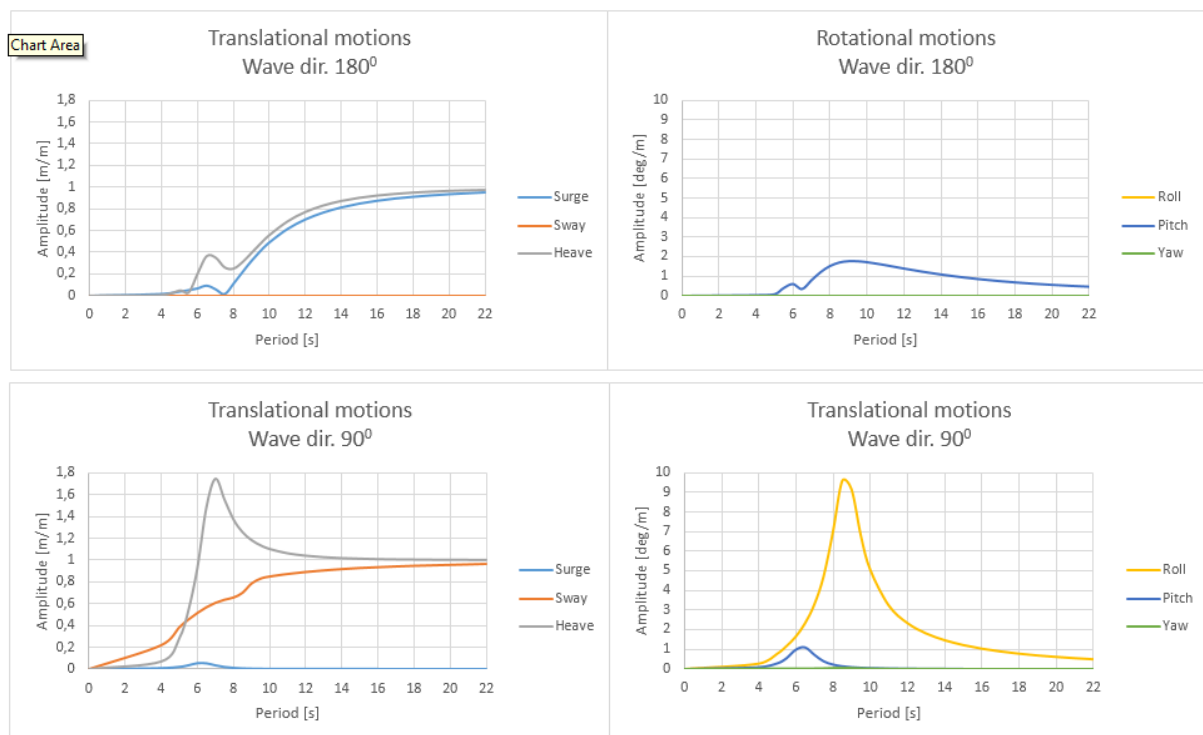 Chart Area
Translational motions
Wave dir. 180⁰
1,8
1,6
1,4
1,2
1
0,8
0,6
0,4
0,2
0
Amplitude [m/m]
0 2 4 6 8 10 12 14 16 18 20 22
Period [s]
Surge
Sway
Heave
Rotational motions
Wave dir. 180⁰
10
9
8
7
6
5
4
3
2
1
0
Amplitude [deg/m]
0 2 4 6 8 10 12 14 16 18 20 22
Period [s]
Roll
Pitch
Yaw
Translational motions
Wave dir. 90⁰
1,8
1,6
1,4
1,2
1
0,8
0,6
0,4
0,2
0
Amplitude [m/m]
0 2 4 6 8 10 12 14 16 18 20 22
Period [s]
Surge
Sway
Heave
Translational motions
Wave dir. 90⁰
10
9
8
7
6
5
4
3
2
1
0
Amplitude [deg/m]
0 2 4 6 8 10 12 14 16 18 20 22
Period [s]
Roll
Pitch
Yaw